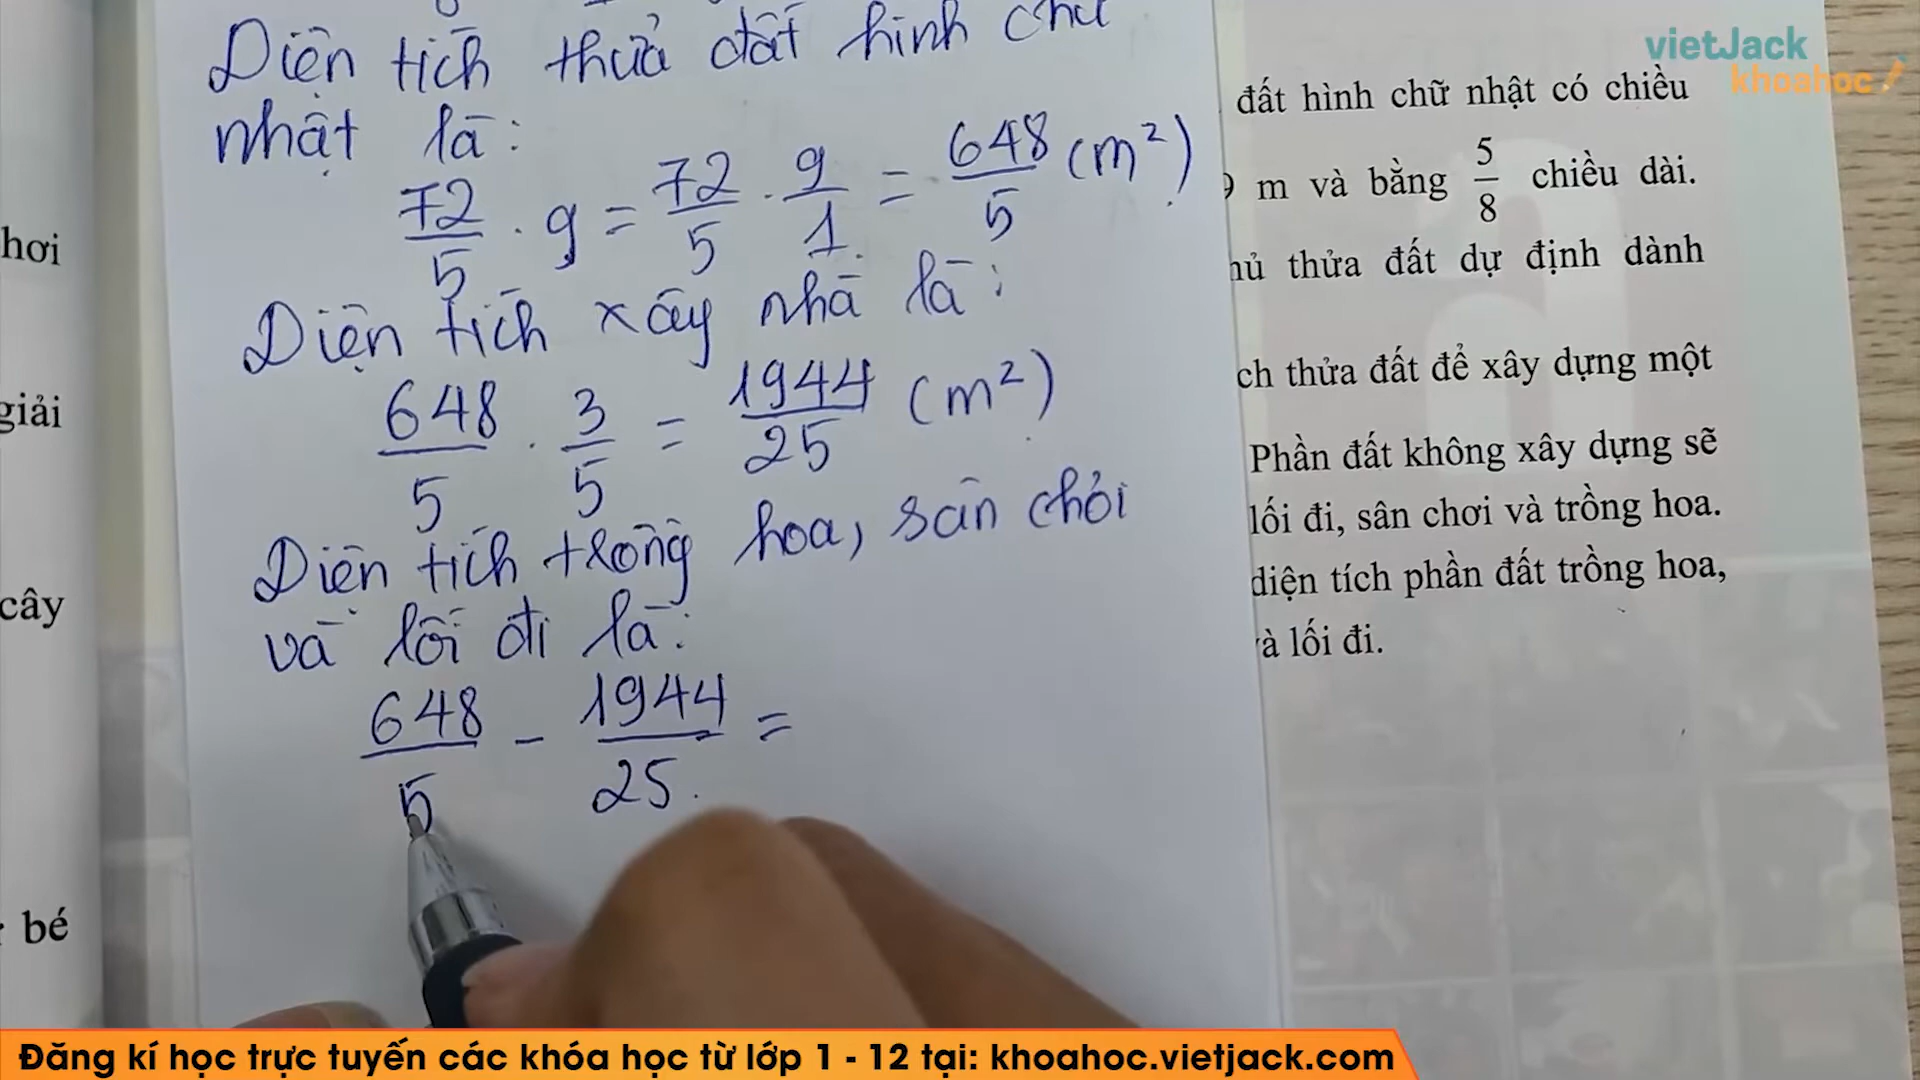 Diện tích thửa đất hình chữ
nhật là:
72/5 . 9 = 72/5 . 9/1 = 648/5 (m²)
Diện tích xây nhà là:
648/5 . 3/5 = 1944/25 (m²)
Diện tích trồng hoa, sân chơi
và lối đi là:
648/5 - 1944/25 =
hơi
giải
cây
bé
vietJack
khoahoc
đất hình chữ nhật có chiều
m và bằng 5/8 chiều dài.
thửa đất dự định dành
ch thửa đất để xây dựng một
Phần đất không xây dựng sẽ
lối đi, sân chơi và trồng hoa.
diện tích phần đất trồng hoa,
à lối đi.
Đăng kí học trực tuyến các khóa học từ lớp 1 - 12 tại: khoahoc.vietjack.com